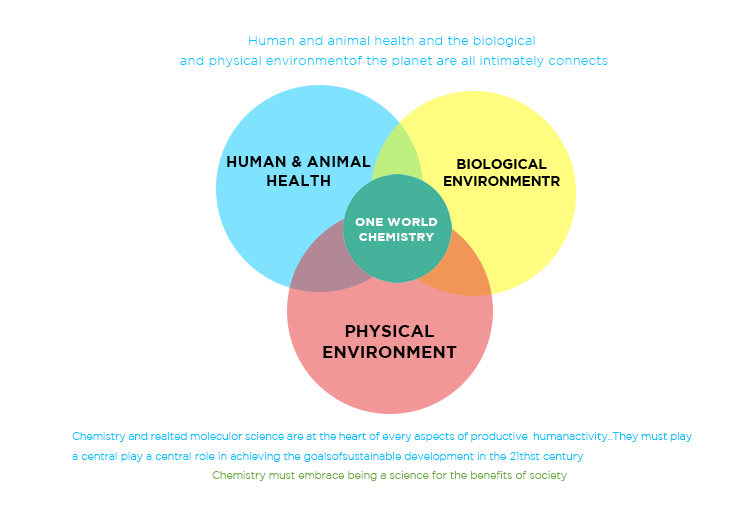 Human and animal health and the biological
and physical environmentof the planet are all intimately connects
HUMAN & ANIMAL
HEALTH
BIOLOGICAL
ENVIRONMENTR
ONE WORLD
CHEMISTRY
PHYSICAL
ENVIRONMENT
Chemistry and realted moleculor science are at the heart of every aspects of productive humanactivity..They must play
a central play a central role in achieving the goalsofsustainable development in the 21thst century
Chemistry must embrace being a science for the benefits of society